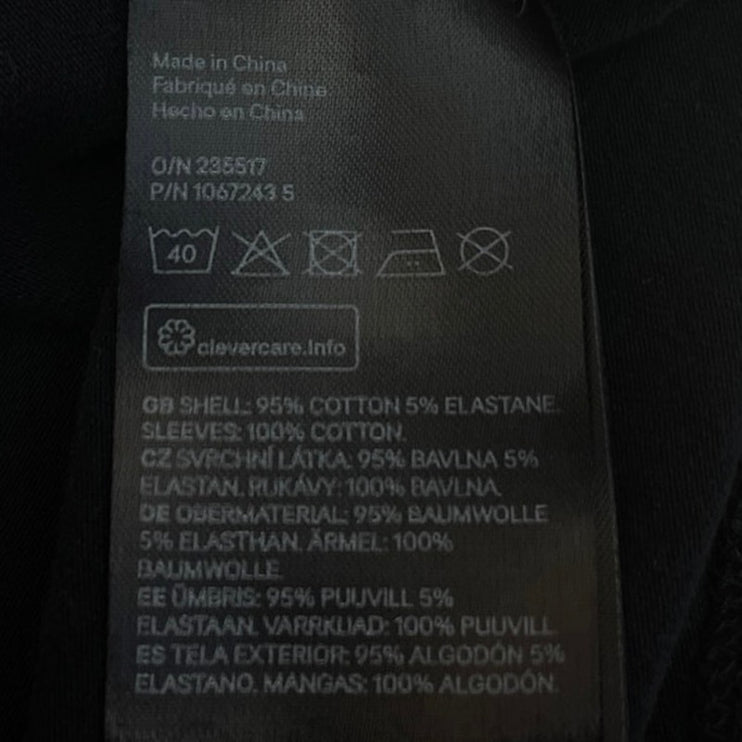 Made in China
Fabriqué en Chine
Hecho en China
O/N 235517
P/N 1067243 5
40
clevercare.info
GB SHELL: 95% COTTON 5% ELASTANE.
SLEEVES: 100% COTTON.
CZ SVRCHNÍ LÁTKA: 95% BAVLNA 5%
ELASTAN. RUKÁVY: 100% BAVLNA.
DE OBERMATERIAL: 95% BAUMWOLLE
5% ELASTHAN. ÄRMEL: 100%
BAUMWOLLE.
EE ÜMBRIS: 95% PUUVILL 5%
ELASTAAN. VARRKUAD: 100% PUUVILL.
ES TELA EXTERIOR: 95% ALGODÓN 5%
ELASTANO. MANGAS: 100% ALGODÓN.